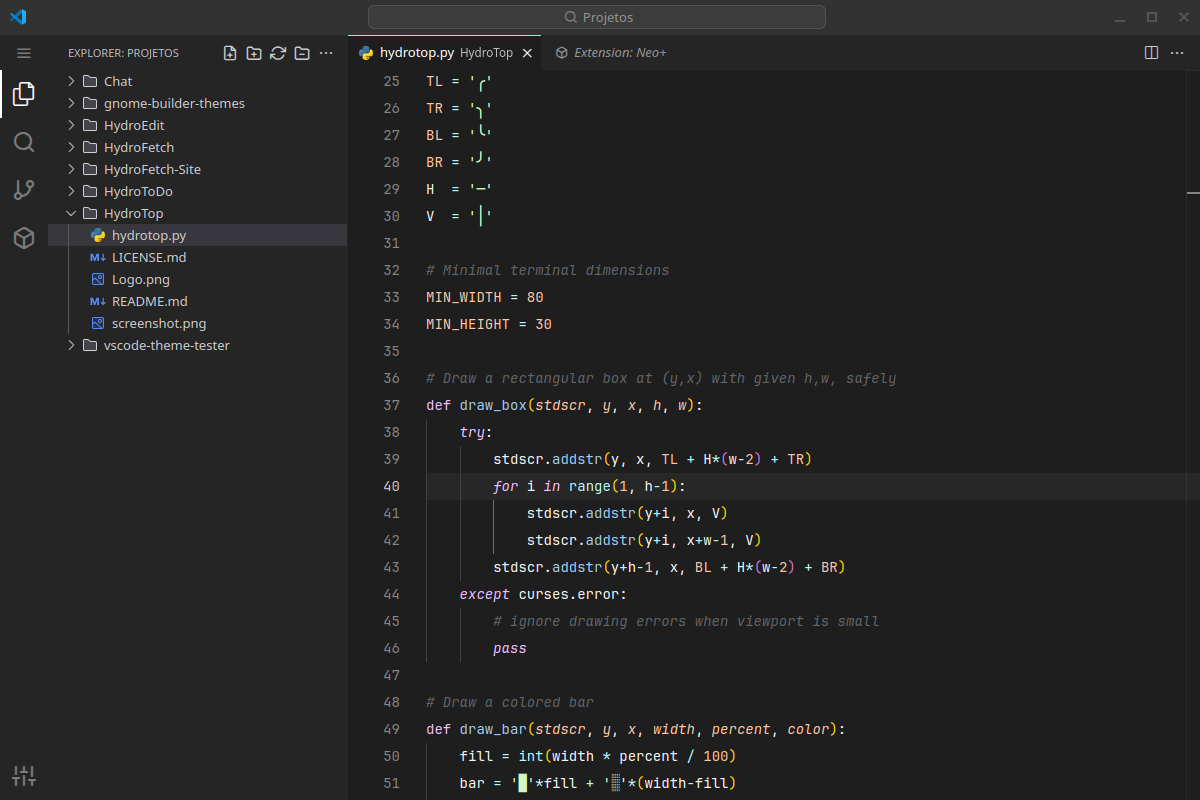 Projetos
EXPLORER: PROJETOS
hydrotop.py HydroTop
Extension: Neo+
Chat
gnome-builder-themes
HydroEdit
HydroFetch
HydroFetch-Site
HydroToDo
HydroTop
hydrotop.py
LICENSE.md
Logo.png
README.md
screenshot.png
vscode-theme-tester
25 TL = '╭'
26 TR = '╮'
27 BL = '╰'
28 BR = '╯'
29 H  = '─'
30 V  = '│'
31
32 # Minimal terminal dimensions
33 MIN_WIDTH = 80
34 MIN_HEIGHT = 30
35
36 # Draw a rectangular box at (y,x) with given h,w, safely
37 def draw_box(stdscr, y, x, h, w):
38     try:
39         stdscr.addstr(y, x, TL + H*(w-2) + TR)
40         for i in range(1, h-1):
41             stdscr.addstr(y+i, x, V)
42             stdscr.addstr(y+i, x+w-1, V)
43         stdscr.addstr(y+h-1, x, BL + H*(w-2) + BR)
44     except curses.error:
45         # ignore drawing errors when viewport is small
46         pass
47
48 # Draw a colored bar
49 def draw_bar(stdscr, y, x, width, percent, color):
50     fill = int(width * percent / 100)
51     bar = '█'*fill + '▒'*(width-fill)